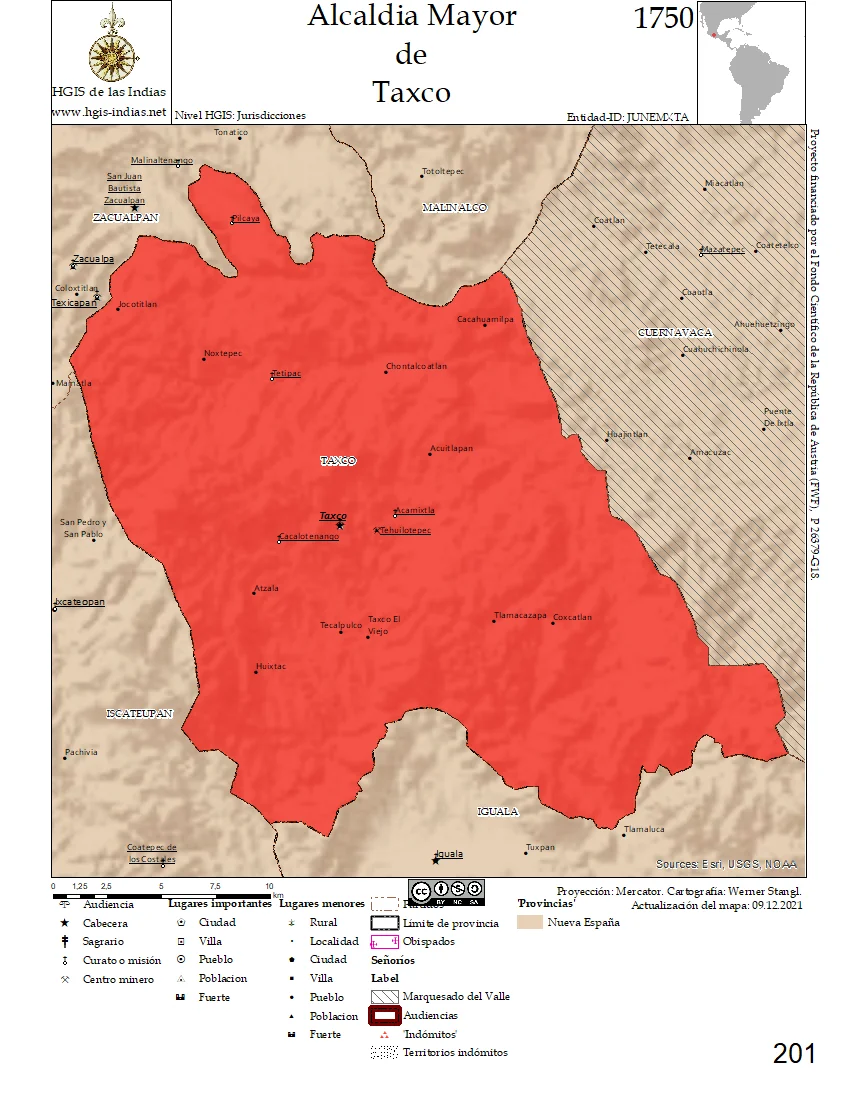 Alcaldia Mayor
de
Taxco
1750
HGIS de las Indias
www.hgis-indias.net
Nivel HGIS: Jurisdicciones
Entidad-ID: JUNEMXTA
Proyecto financiado por el Fondo Científico de la República de Austria (FWF), P 26379-G18.
Tonatico
Malinaltenango
Totoltepec
San Juan
Bautista
Zacualpan
ZACUALPAN
MALINALCO
Miacatlan
Pilcaya
Coatlan
Tetecala
Mazatepec
Coatetelco
Zacualpa
Coloxtitlan
Texicapan
Jocotitlan
Cuautla
Cacahuamilpa
CUERNAVACA
Ahuehuetzingo
Cuahuchichinola
Noxtepec
Tetipac
Chontalcoatlan
Mamatla
Puente
De Ixtla
Huajintlan
Acuitlapan
Amacuzac
TAXCO
Taxco
Acamixtla
San Pedro y
San Pablo
Cacalotenango
Tehuilotepec
Ixcateopan
Atzala
Tecalpulco
Taxco El
Viejo
Tlamacazapa
Coxcatlan
Huixtac
ISCATEUPAN
Pachivia
IGUALA
Tlamaluca
Coatepec de
los Costales
Iguala
Tuxpan
Sources: Esri, USGS, NOAA
0 1,25 2,5 5 7,5 10
km
BY NC SA
Proyección: Mercator. Cartografía: Werner Stangl.
Actualización del mapa: 09.12.2021
Audiencia
Cabecera
Sagrario
Curato o misión
Centro minero
Lugares importantes
Ciudad
Villa
Pueblo
Poblacion
Fuerte
Lugares menores
Rural
Localidad
Ciudad
Villa
Pueblo
Poblacion
Fuerte
Límite de provincia
Obispados
Señoríos
Label
Marquesado del Valle
Audiencias
'Indómitos'
Territorios indómitos
'Provincias'
Nueva España
201